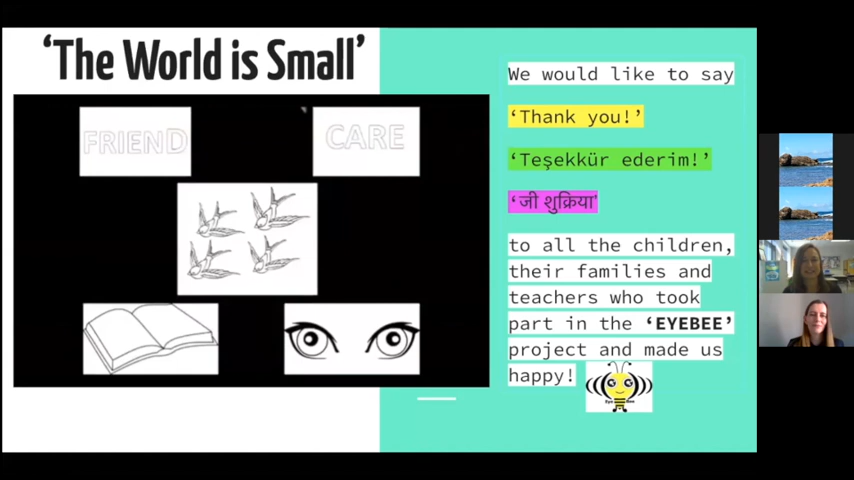 ‘The World is Small’
FRIEND
CARE
We would like to say
‘Thank you!’
‘Teşekkür ederim!’
‘जी शुक्रिया’
to all the children,
their families and
teachers who took
part in the ‘EYEBEE’
project and made us
happy!